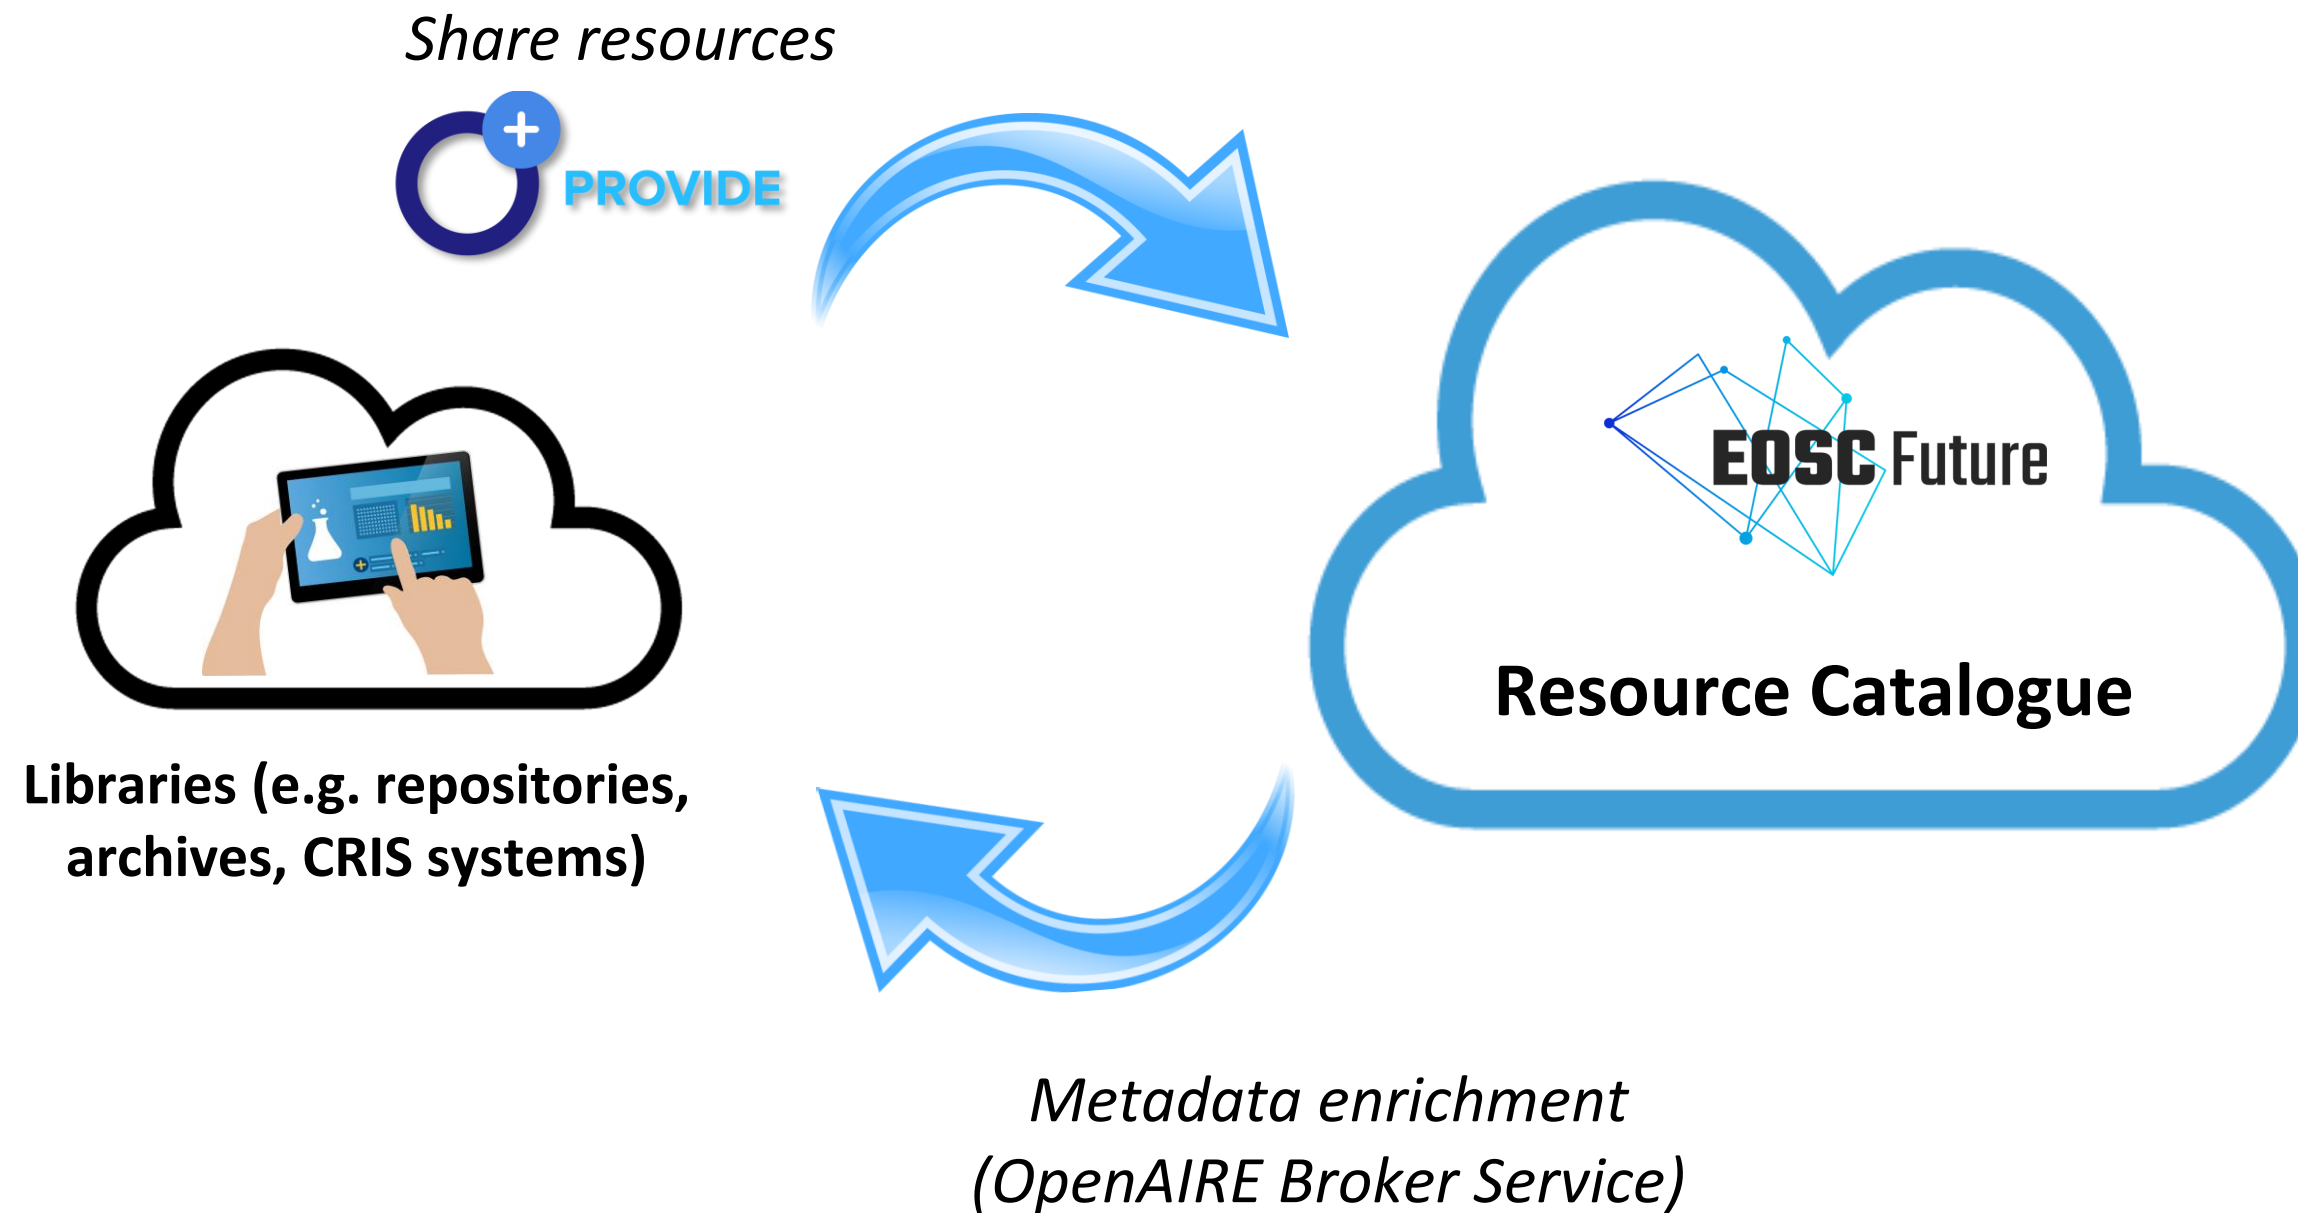 Share resources
+
PROVIDE
EOSC Future
Resource Catalogue
Libraries (e.g. repositories,
archives, CRIS systems)
Metadata enrichment
(OpenAIRE Broker Service)